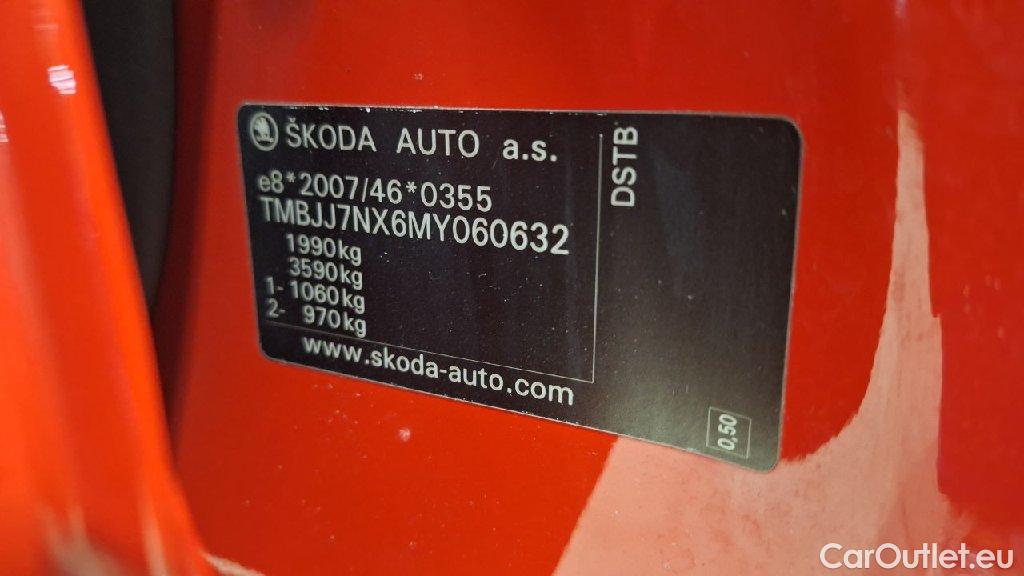 ŠKODA AUTO a.s.
e8*2007/46*0355
TMBJJ7NX6MY060632
1990kg
3590kg
1- 1060kg
2- 970kg
www.skoda-auto.com
DSTB
0,50
CarOutlet.eu